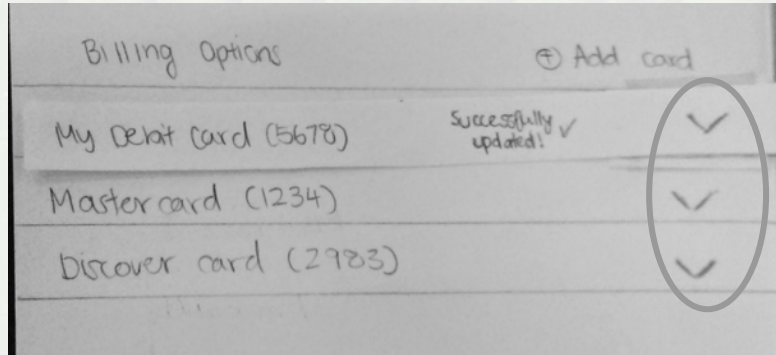 Billing Options
⊕ Add card
My Debit Card (5678)
Successfully
updated! ✓
Mastercard (1234)
Discover card (2983)